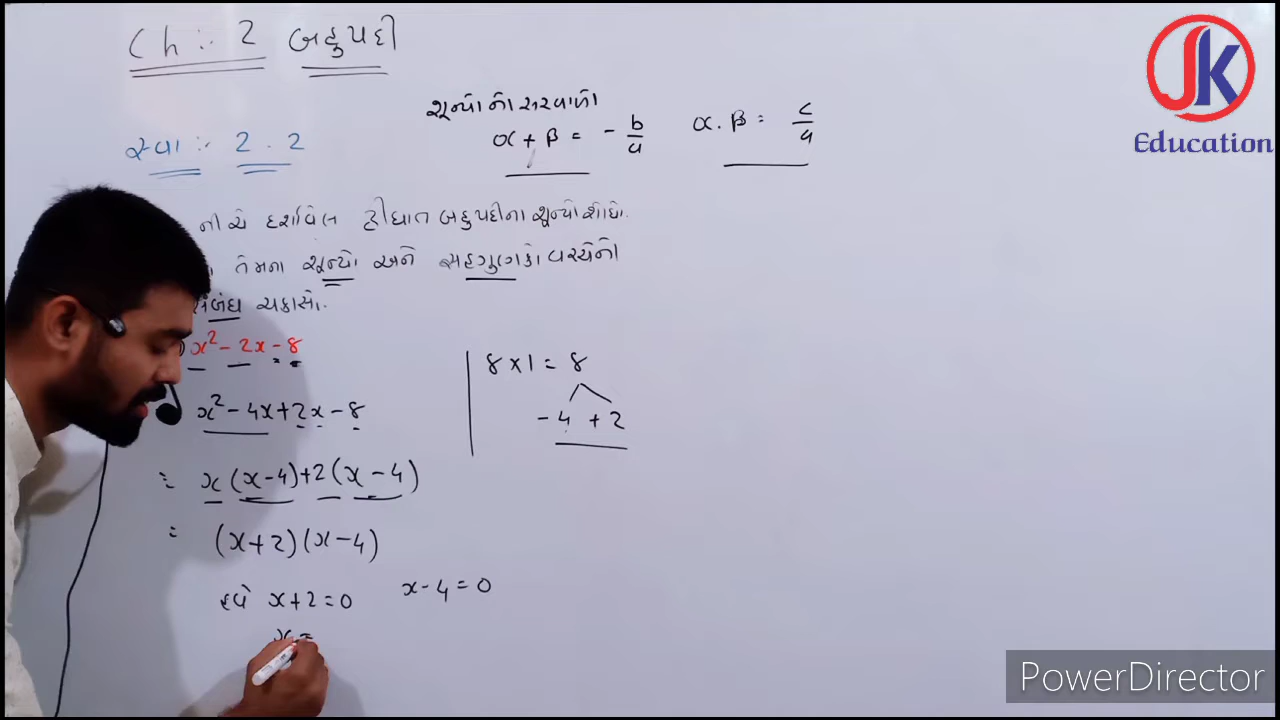 Ch :- 2 બહુપદી
JK
Education
શૂન્યોનો સરવાળો
α + β = - b/a    α . β = c/a
સ્વા :- 2 . 2
નીચે દર્શાવેલ દ્વિઘાત બહુપદીના શૂન્યો શોધો.
તેમના શૂન્યો અને સહગુણકો વચ્ચેનો
સંબંધ ચકાસો.
) x² - 2x - 8
8 × 1 = 8
x² - 4x + 2x - 8
- 4 + 2
= x (x - 4) + 2 (x - 4)
= (x + 2) (x - 4)
હવે x + 2 = 0    x - 4 = 0
x =
PowerDirector